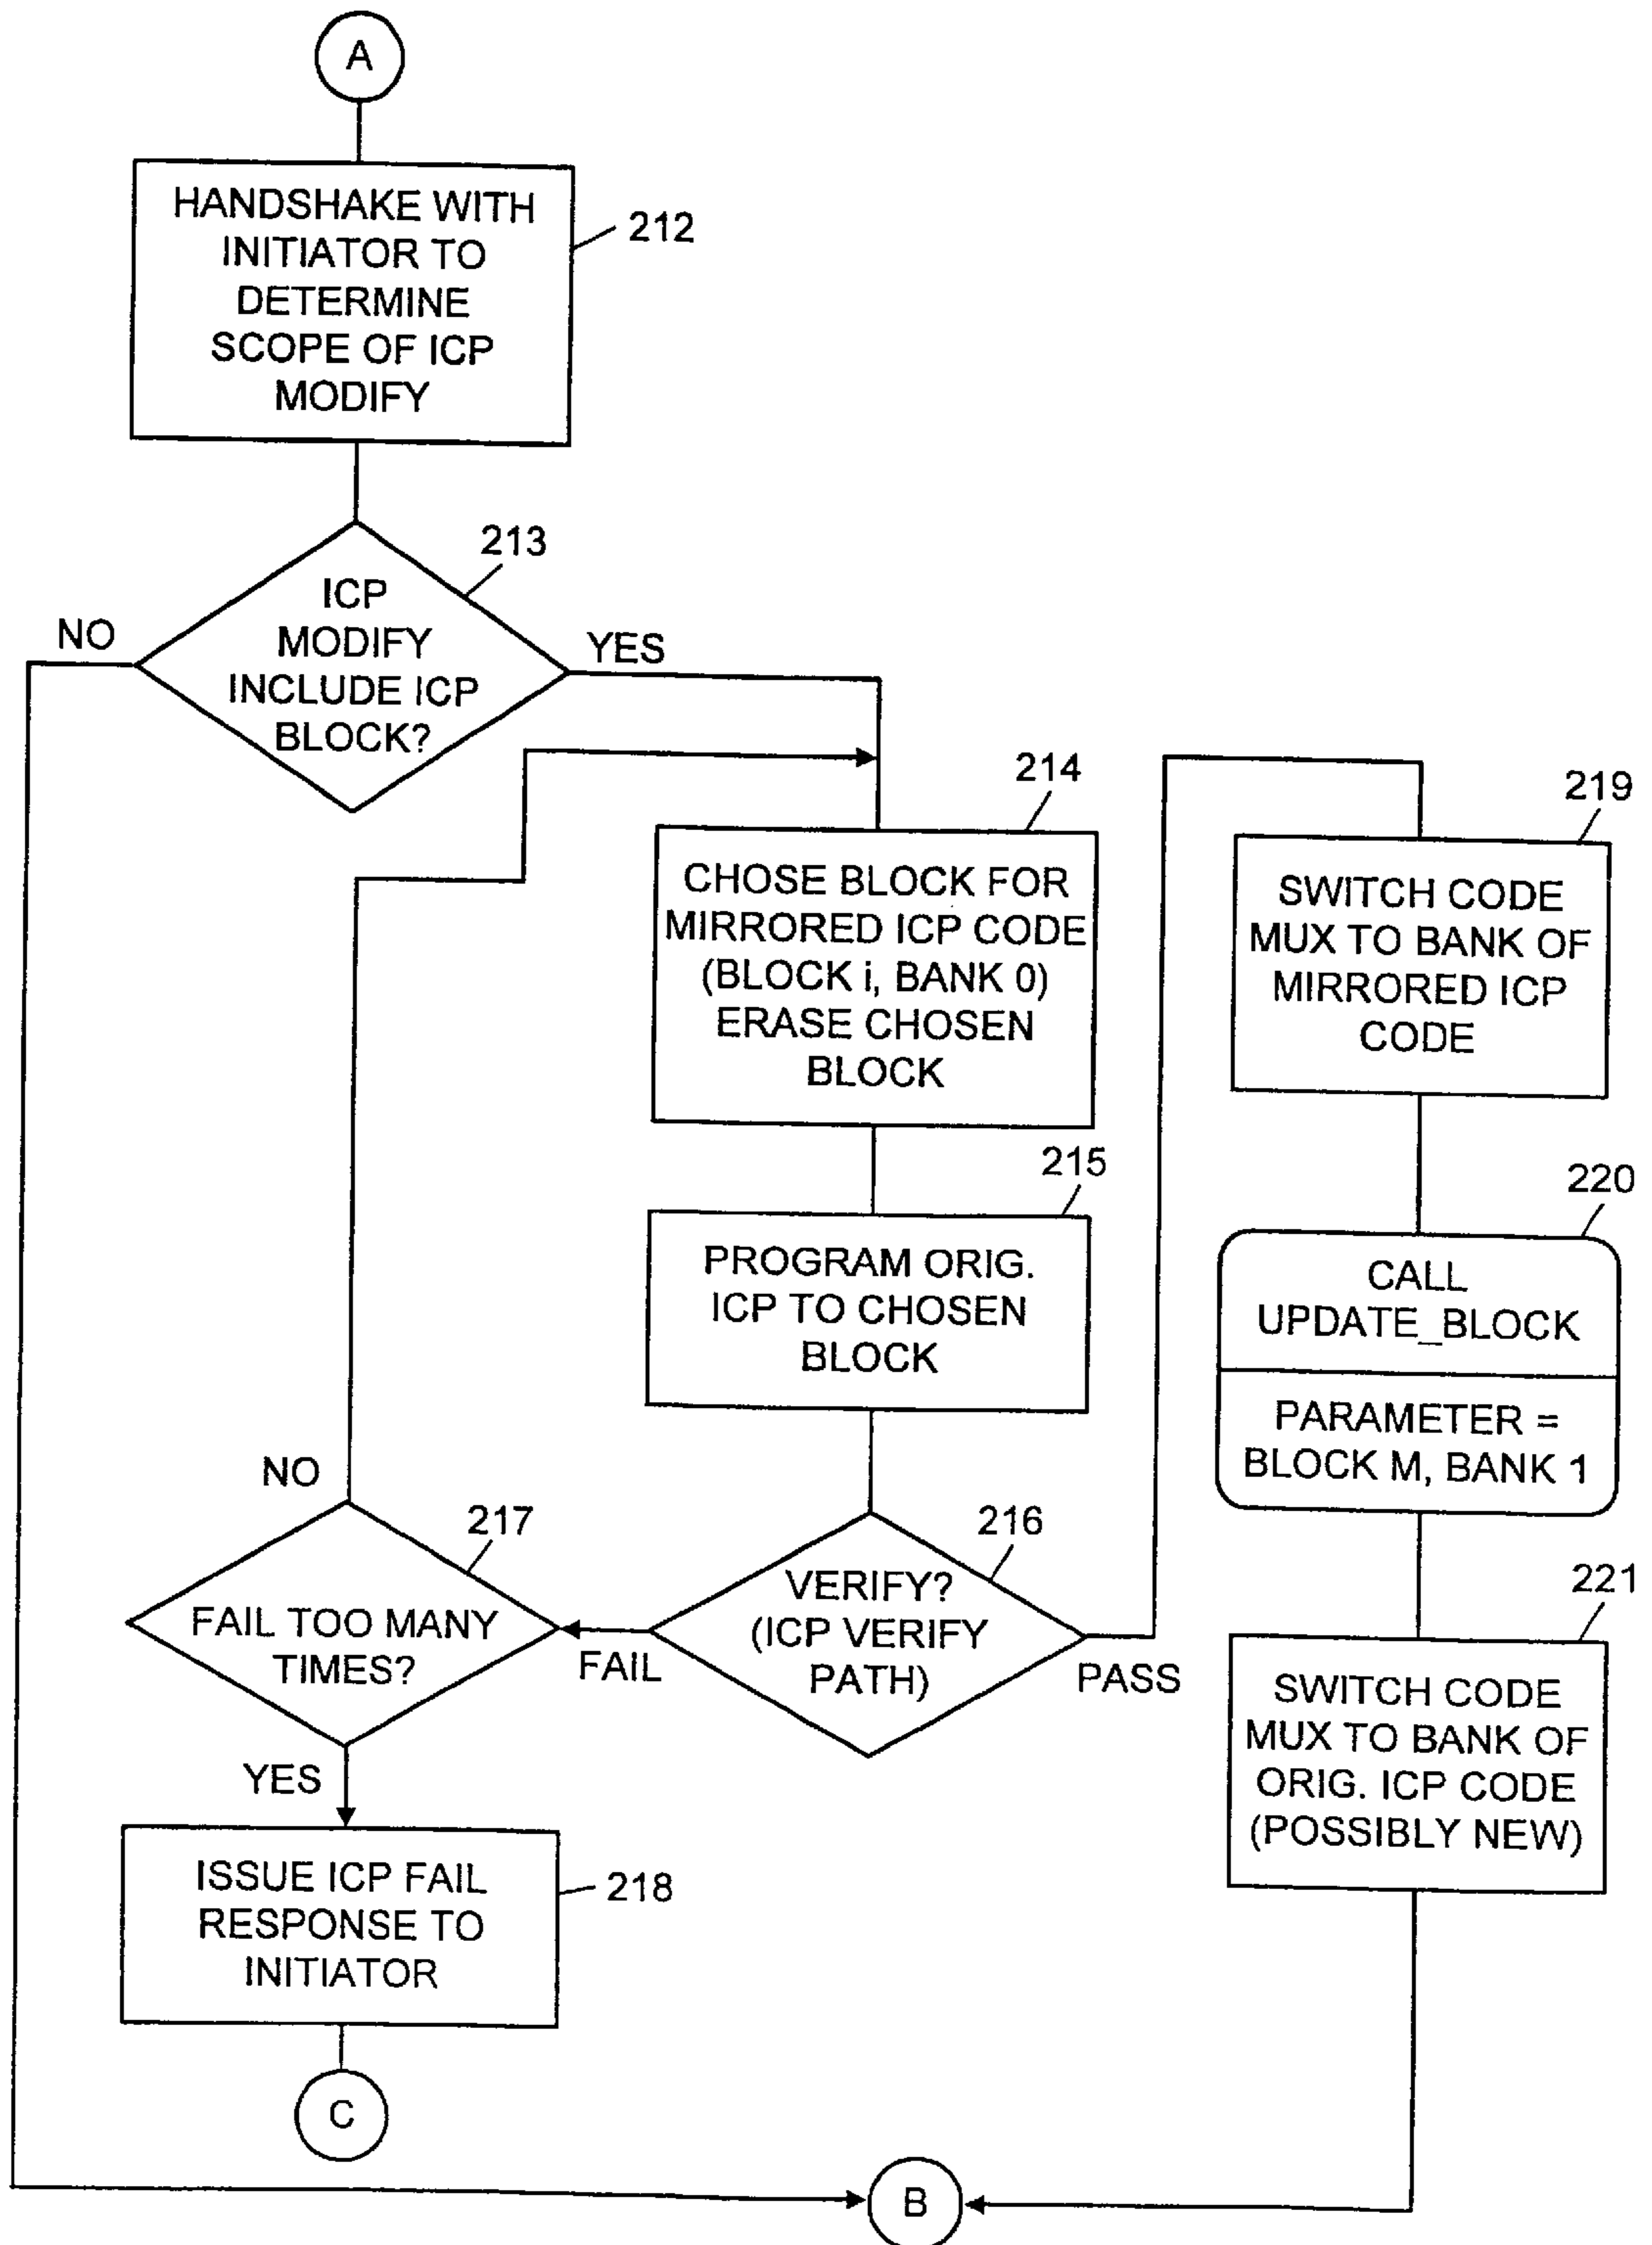 A
HANDSHAKE WITH
INITIATOR TO
DETERMINE
SCOPE OF ICP
MODIFY
212
213
ICP
MODIFY
INCLUDE ICP
BLOCK?
NO
YES
214
CHOSE BLOCK FOR
MIRRORED ICP CODE
(BLOCK i, BANK 0)
ERASE CHOSEN
BLOCK
215
PROGRAM ORIG.
ICP TO CHOSEN
BLOCK
216
VERIFY?
(ICP VERIFY
PATH)
FAIL
PASS
217
FAIL TOO MANY
TIMES?
NO
YES
ISSUE ICP FAIL
RESPONSE TO
INITIATOR
218
C
219
SWITCH CODE
MUX TO BANK OF
MIRRORED ICP
CODE
220
CALL
UPDATE_BLOCK
PARAMETER =
BLOCK M, BANK 1
221
SWITCH CODE
MUX TO BANK OF
ORIG. ICP CODE
(POSSIBLY NEW)
B